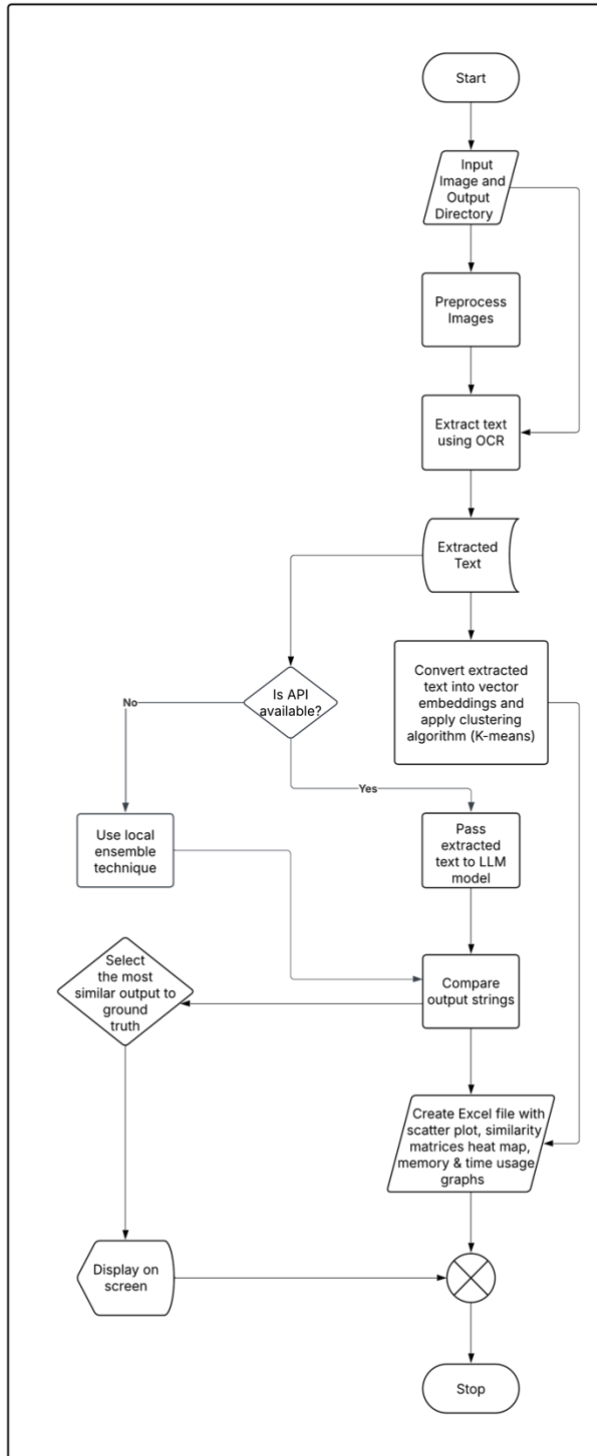 Start
Input
Image and
Output
Directory
Preprocess
Images
Extract text
using OCR
Extracted
Text
Is API
available?
No
Yes
Convert extracted
text into vector
embeddings and
apply clustering
algorithm (K-means)
Use local
ensemble
technique
Pass
extracted
text to LLM
model
Select
the most
similar output to
ground
truth
Compare
output strings
Create Excel file with
scatter plot, similarity
matrices heat map,
memory & time usage
graphs
Display on
screen
Stop